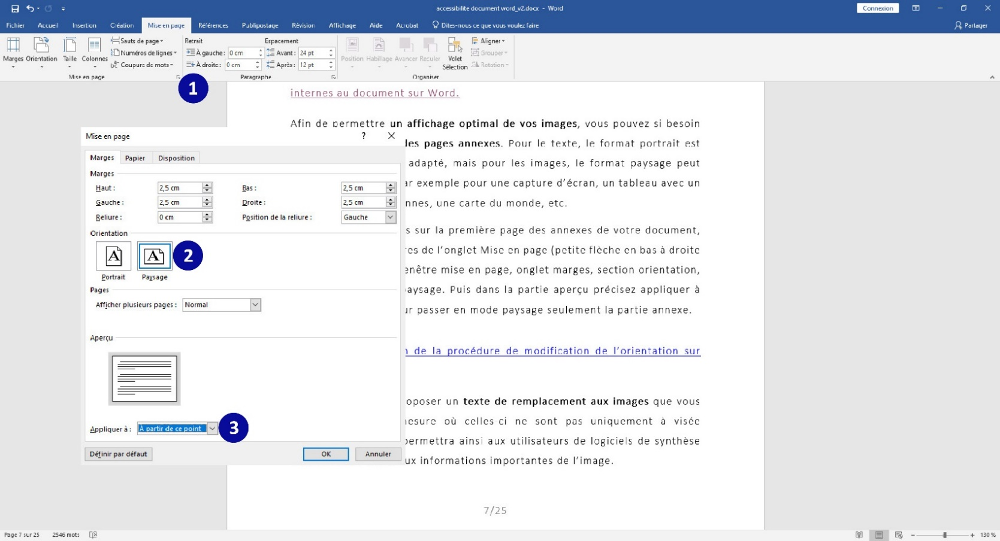 accessibilite document word_v2.docx - Word
Connexion
Fichier Accueil Insertion Création Mise en page Références Publipostage Révision Affichage Aide Acrobat Dites-nous ce que vous voulez faire Partager
Marges Orientation Taille Colonnes
Sauts de page
Numéros de lignes
Coupure de mots
Mise en page
Retrait Espacement
À gauche : 0 cm Avant : 24 pt
À droite : 0 cm Après : 12 pt
Paragraphe
Position Habillage Avancer Reculer Volet Sélection
Aligner
Grouper
Rotation
Organiser
1
internes au document sur Word.
Afin de permettre un affichage optimal de vos images, vous pouvez si besoin
les pages annexes. Pour le texte, le format portrait est
adapté, mais pour les images, le format paysage peut
ar exemple pour une capture d'écran, un tableau avec un
nnes, une carte du monde, etc.
s sur la première page des annexes de votre document,
res de l'onglet Mise en page (petite flèche en bas à droite
enêtre mise en page, onglet marges, section orientation,
aysage. Puis dans la partie aperçu précisez appliquer à
ur passer en mode paysage seulement la partie annexe.
n de la procédure de modification de l'orientation sur
oposer un texte de remplacement aux images que vous
esure où celles-ci ne sont pas uniquement à visée
permettra ainsi aux utilisateurs de logiciels de synthèse
ux informations importantes de l'image.
7/25
Mise en page ?
Marges Papier Disposition
Marges
Haut : 2,5 cm Bas : 2,5 cm
Gauche : 2,5 cm Droite : 2,5 cm
Reliure : 0 cm Position de la reliure : Gauche
Orientation
A A 2
Portrait Paysage
Pages
Afficher plusieurs pages : Normal
Aperçu
Appliquer à : À partir de ce point 3
Définir par défaut OK Annuler
Page 7 sur 25 2546 mots
130 %